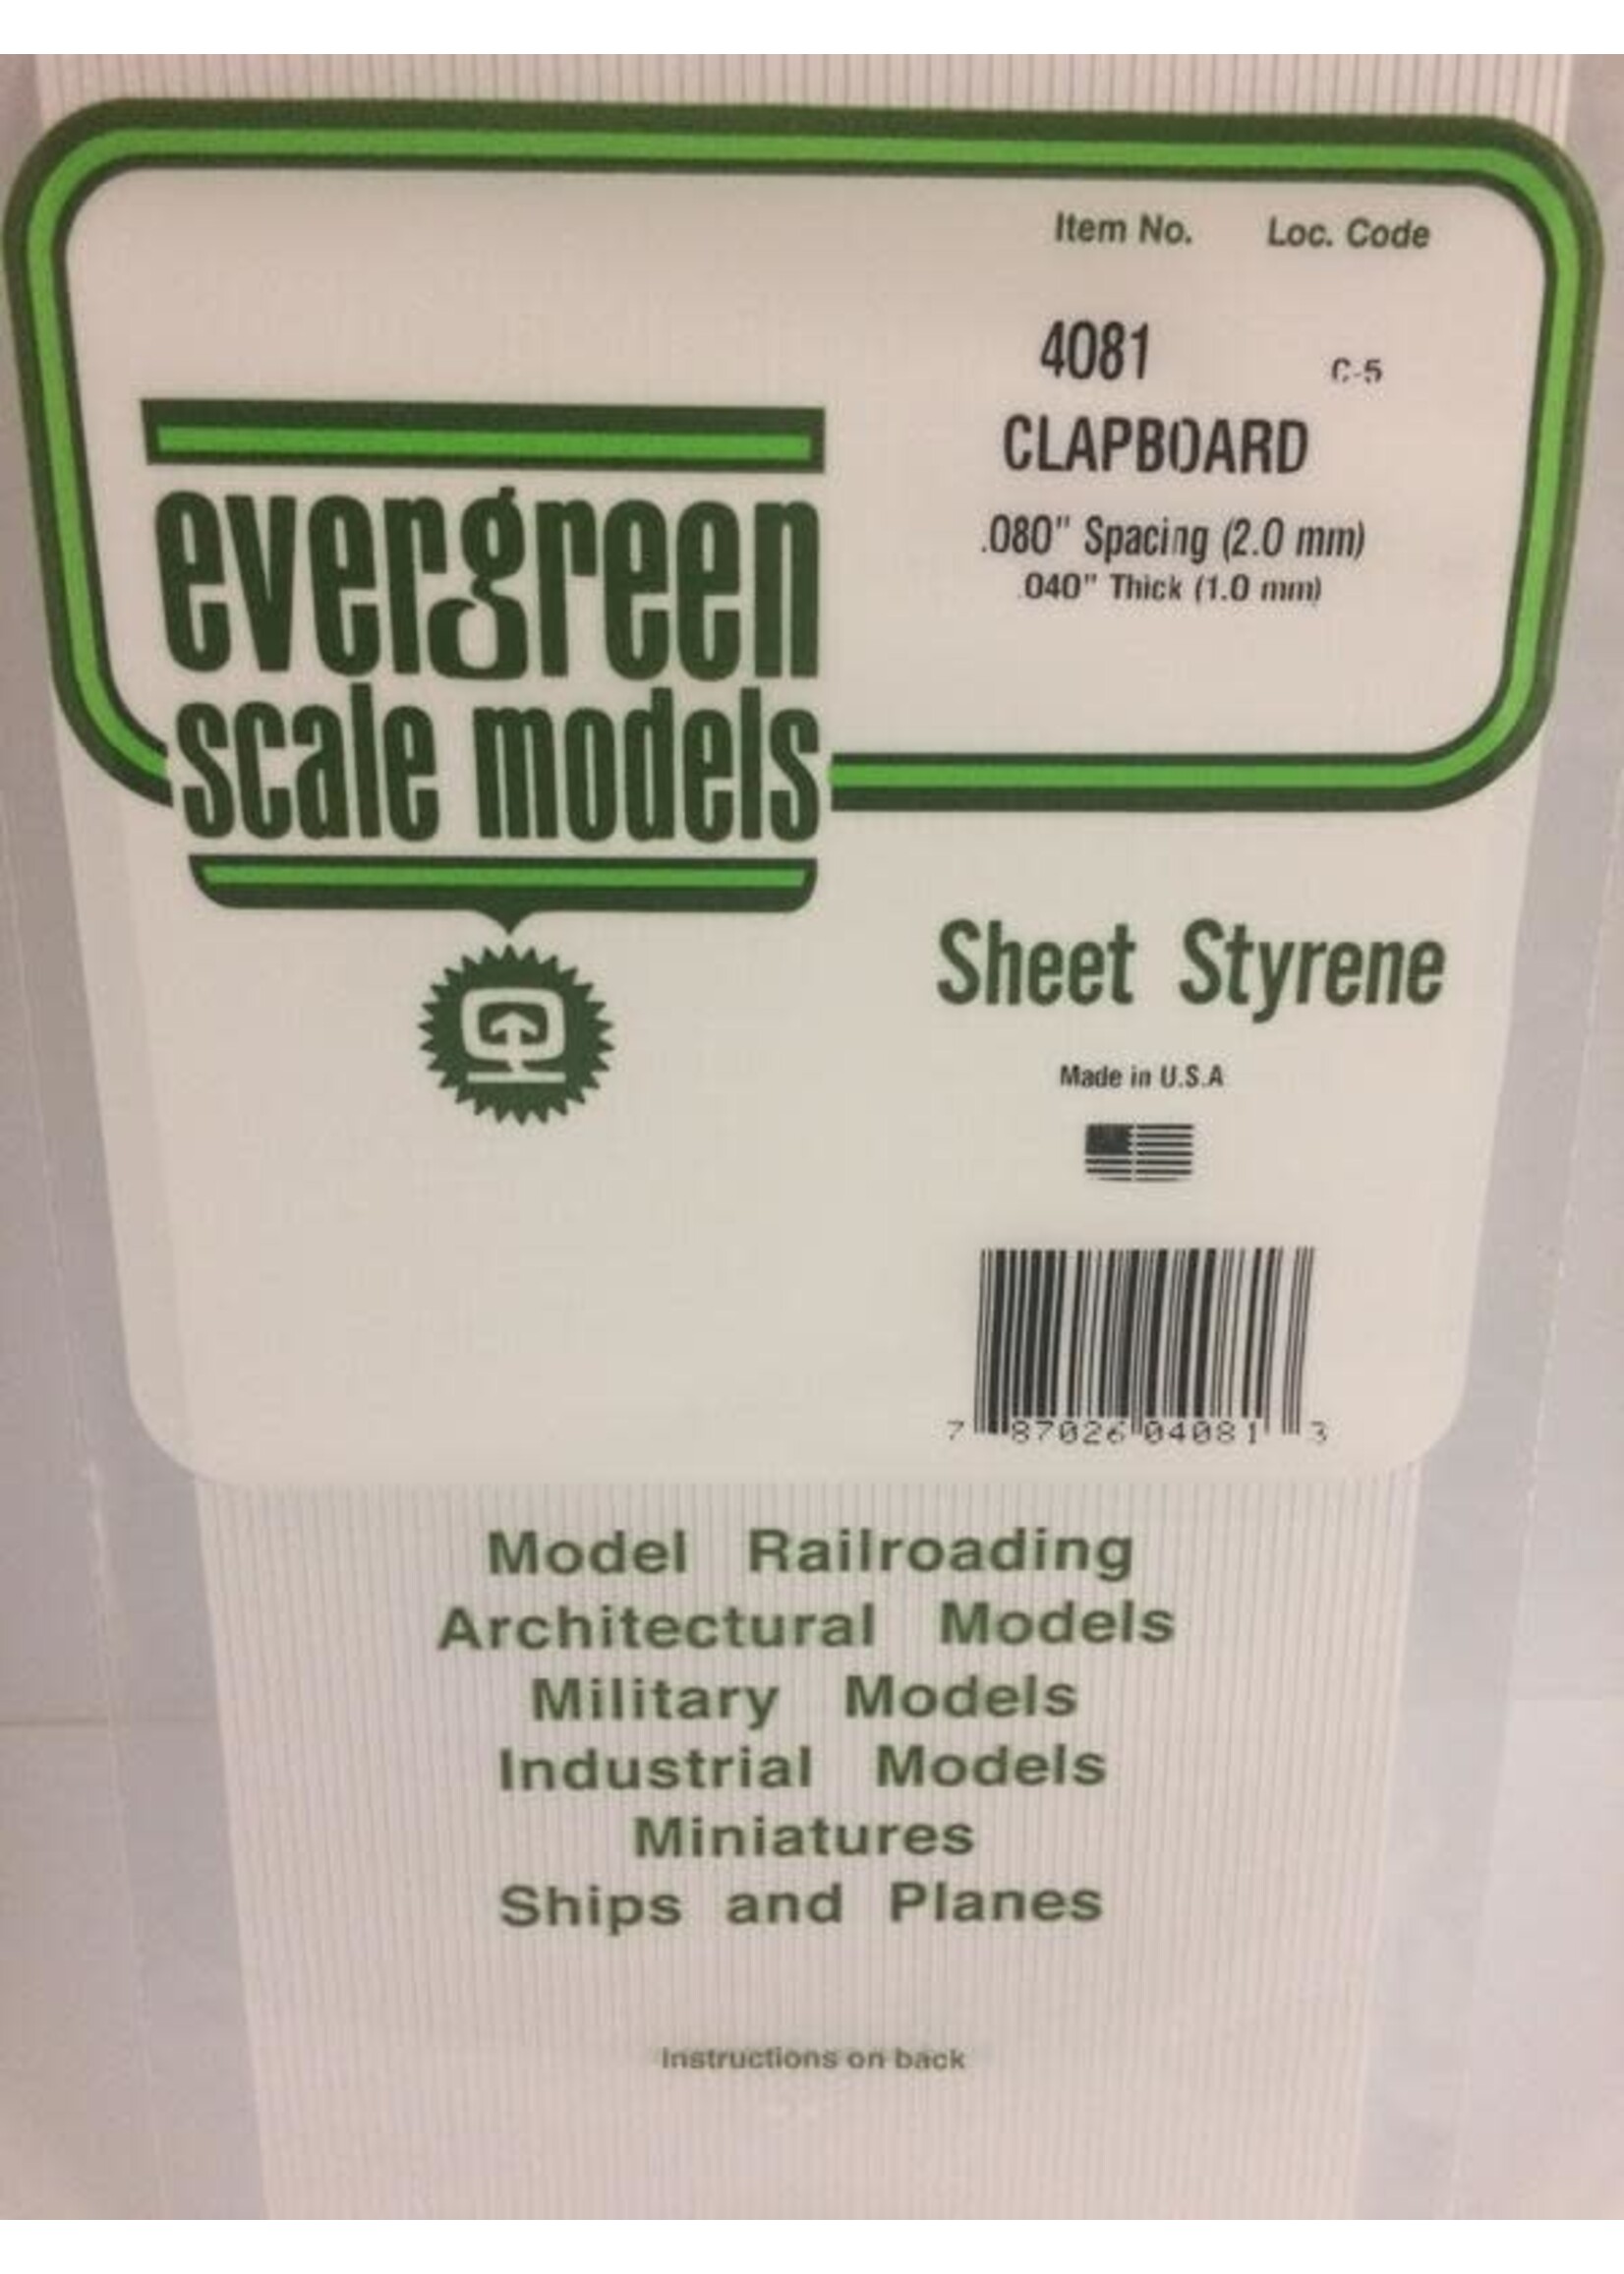 Item No. Loc. Code
4081 C-5
CLAPBOARD
.080" Spacing (2.0 mm)
.040" Thick (1.0 mm)
evergreen
scale models
Sheet Styrene
Made in U.S.A
7 87026 04081 3
Model Railroading
Architectural Models
Military Models
Industrial Models
Miniatures
Ships and Planes
Instructions on back